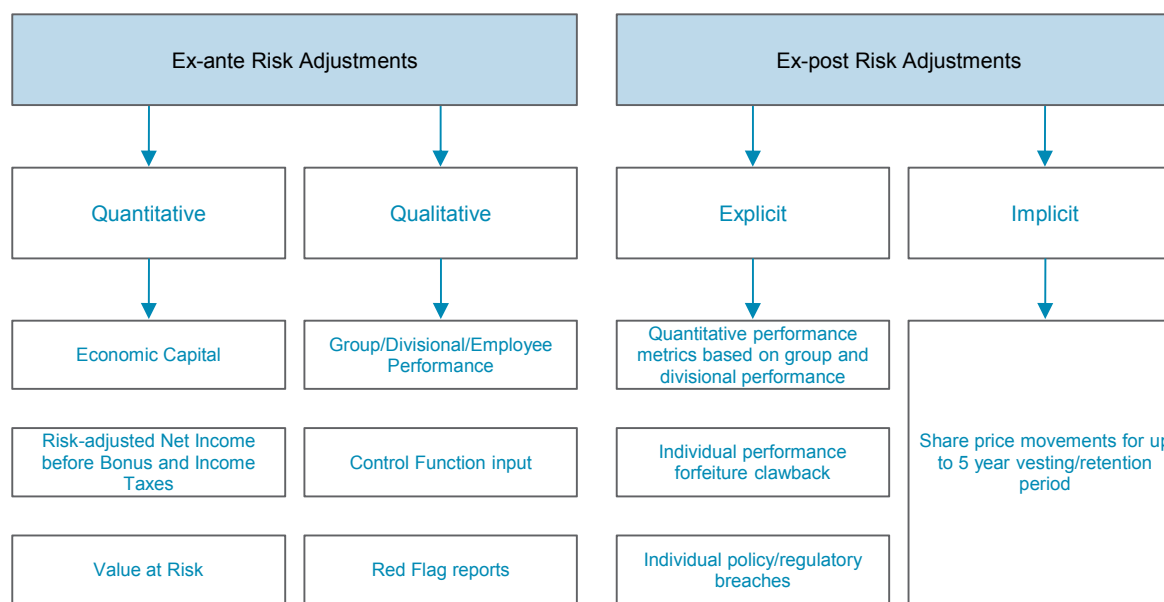 Ex-ante Risk Adjustments
Ex-post Risk Adjustments
Quantitative
Qualitative
Explicit
Implicit
Economic Capital
Group/Divisional/Employee
Performance
Quantitative performance
metrics based on group and
divisional performance
Risk-adjusted Net Income
before Bonus and Income
Taxes
Control Function input
Individual performance
forfeiture clawback
Share price movements for up
to 5 year vesting/retention
period
Value at Risk
Red Flag reports
Individual policy/regulatory
breaches